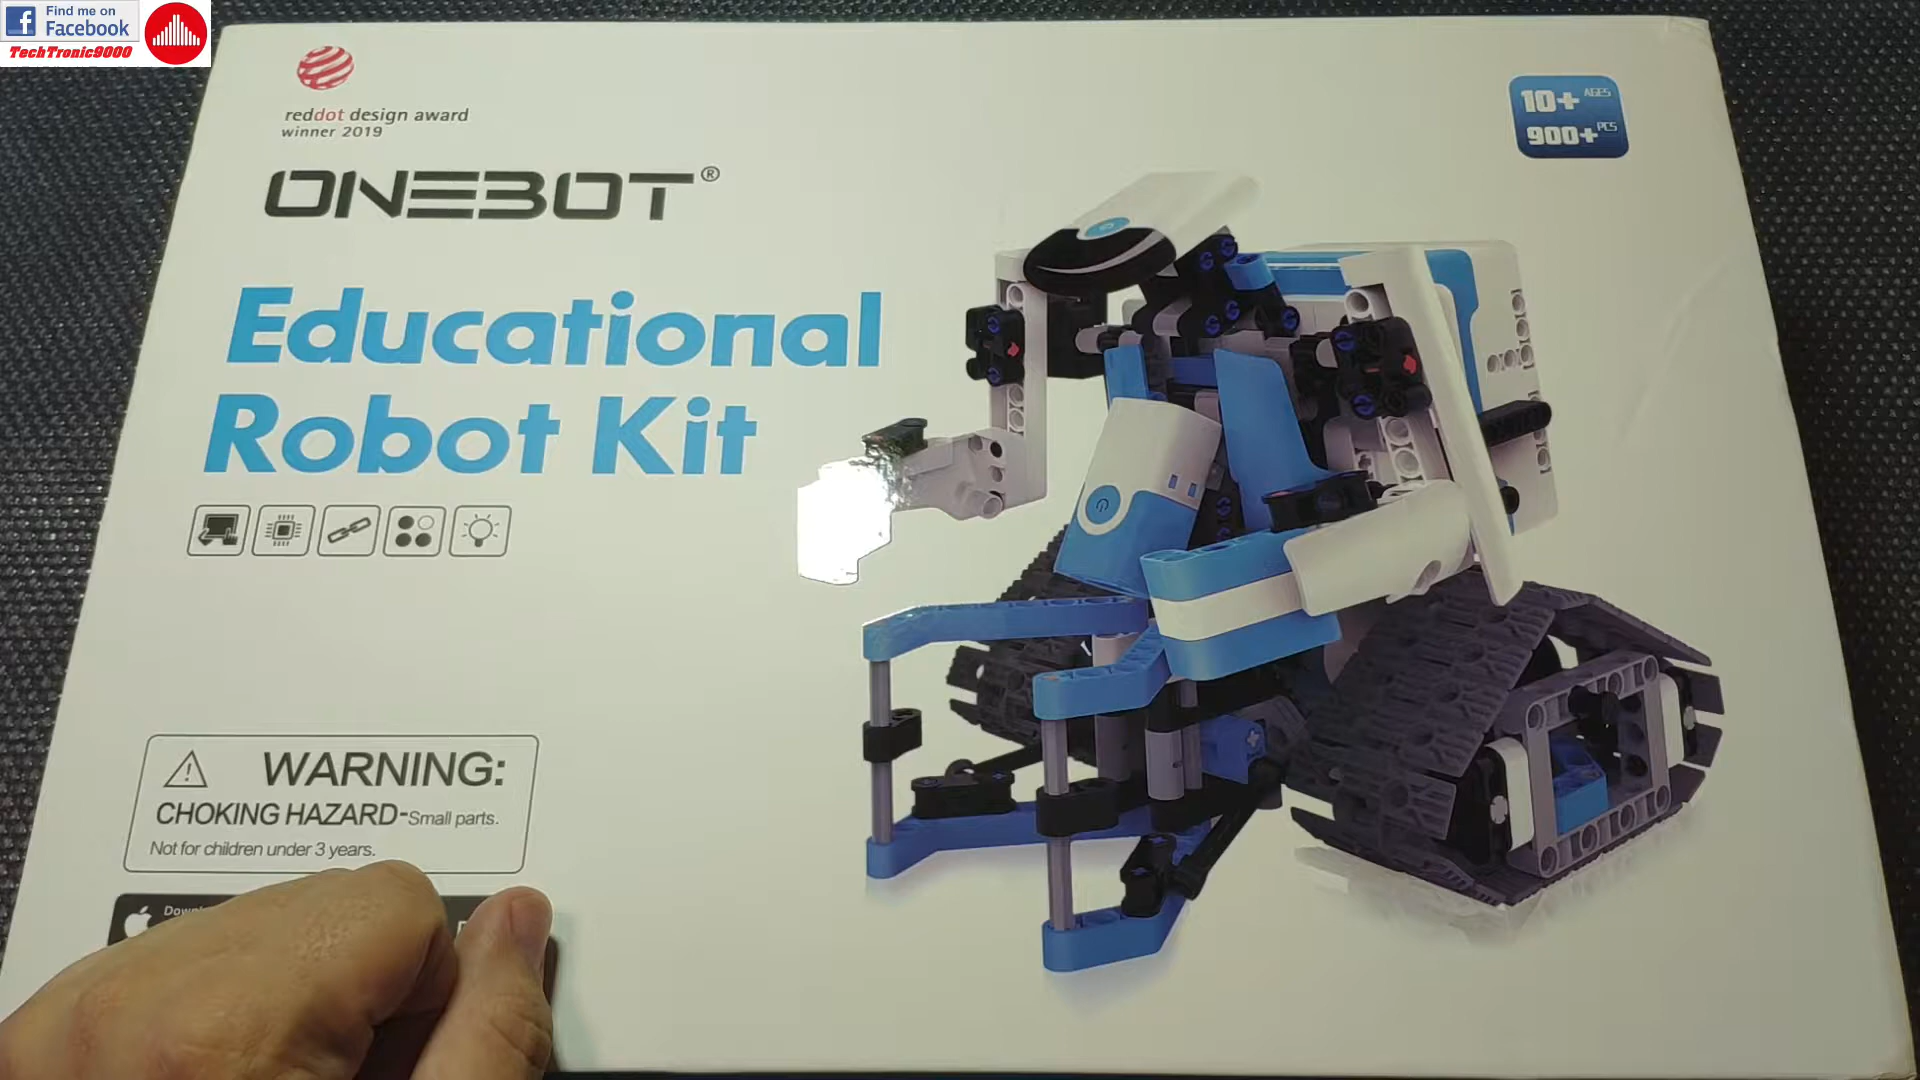 Find me on
Facebook
TechTronic9000
reddot design award
winner 2019
ONEBOT®
10+ AGES
900+ PCS
Educational
Robot Kit
WARNING:
CHOKING HAZARD-Small parts.
Not for children under 3 years.